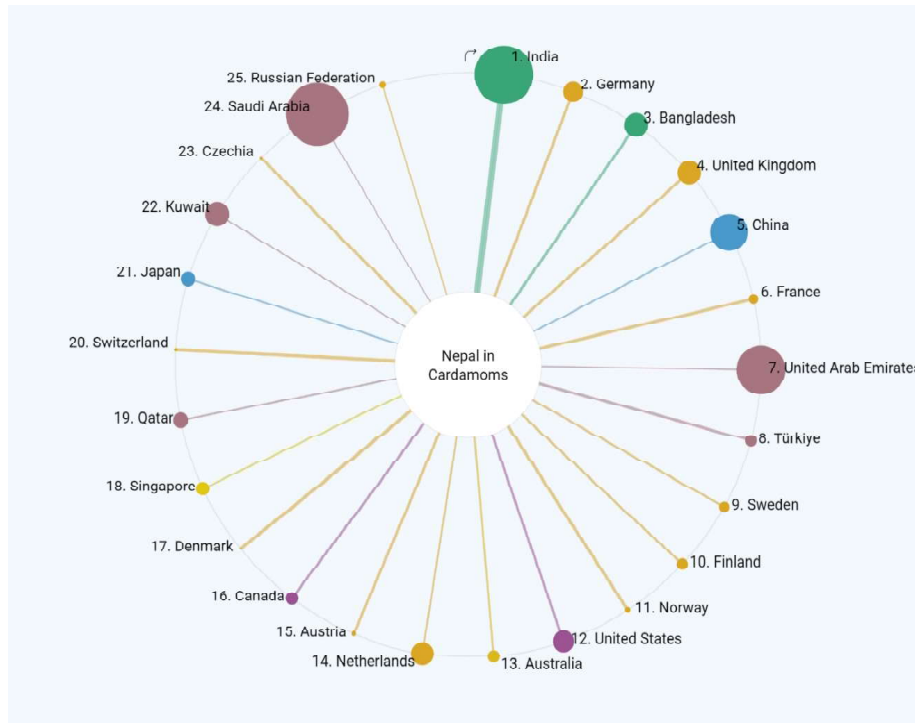 1. India
2. Germany
3. Bangladesh
4. United Kingdom
5. China
6. France
7. United Arab Emirates
8. Türkiye
9. Sweden
10. Finland
11. Norway
12. United States
13. Australia
14. Netherlands
15. Austria
16. Canada
17. Denmark
18. Singapore
19. Qatar
20. Switzerland
21. Japan
22. Kuwait
23. Czechia
24. Saudi Arabia
25. Russian Federation
Nepal in
Cardamoms